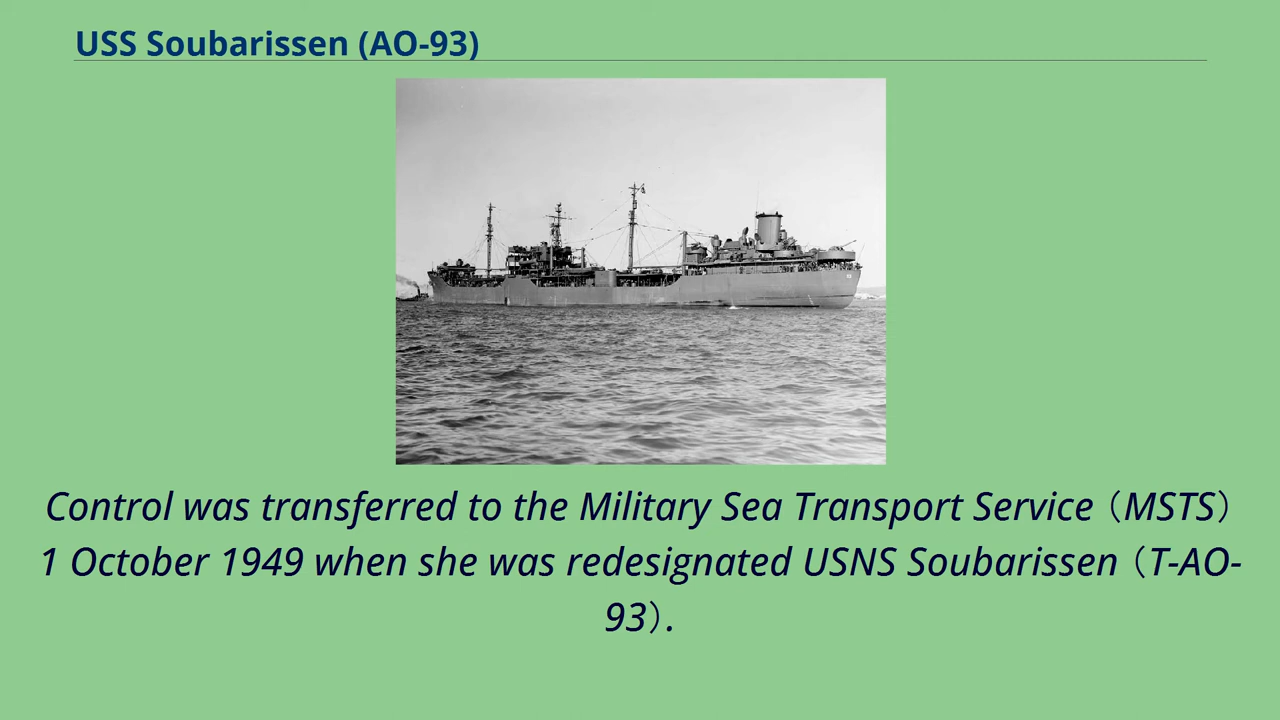 USS Soubarissen (AO-93)
Control was transferred to the Military Sea Transport Service（MSTS）
1 October 1949 when she was redesignated USNS Soubarissen（T-AO-
93）.